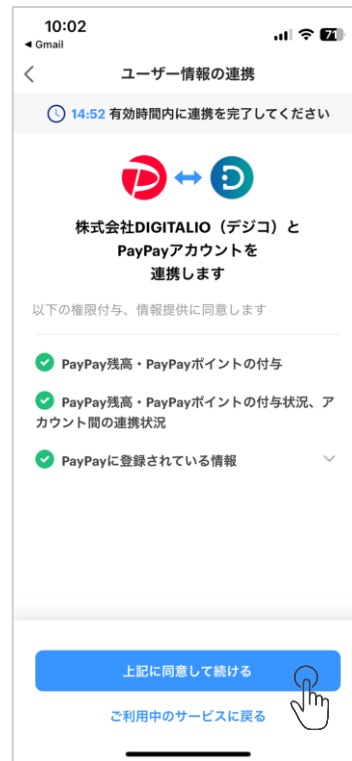 10:02
71
◀ Gmail
ユーザー情報の連携
14:52 有効時間内に連携を完了してください
株式会社DIGITALIO（デジコ）と
PayPayアカウントを
連携します
以下の権限付与、情報提供に同意します
PayPay残高・PayPayポイントの付与
PayPay残高・PayPayポイントの付与状況、ア
カウント間の連携状況
PayPayに登録されている情報
上記に同意して続ける
ご利用中のサービスに戻る